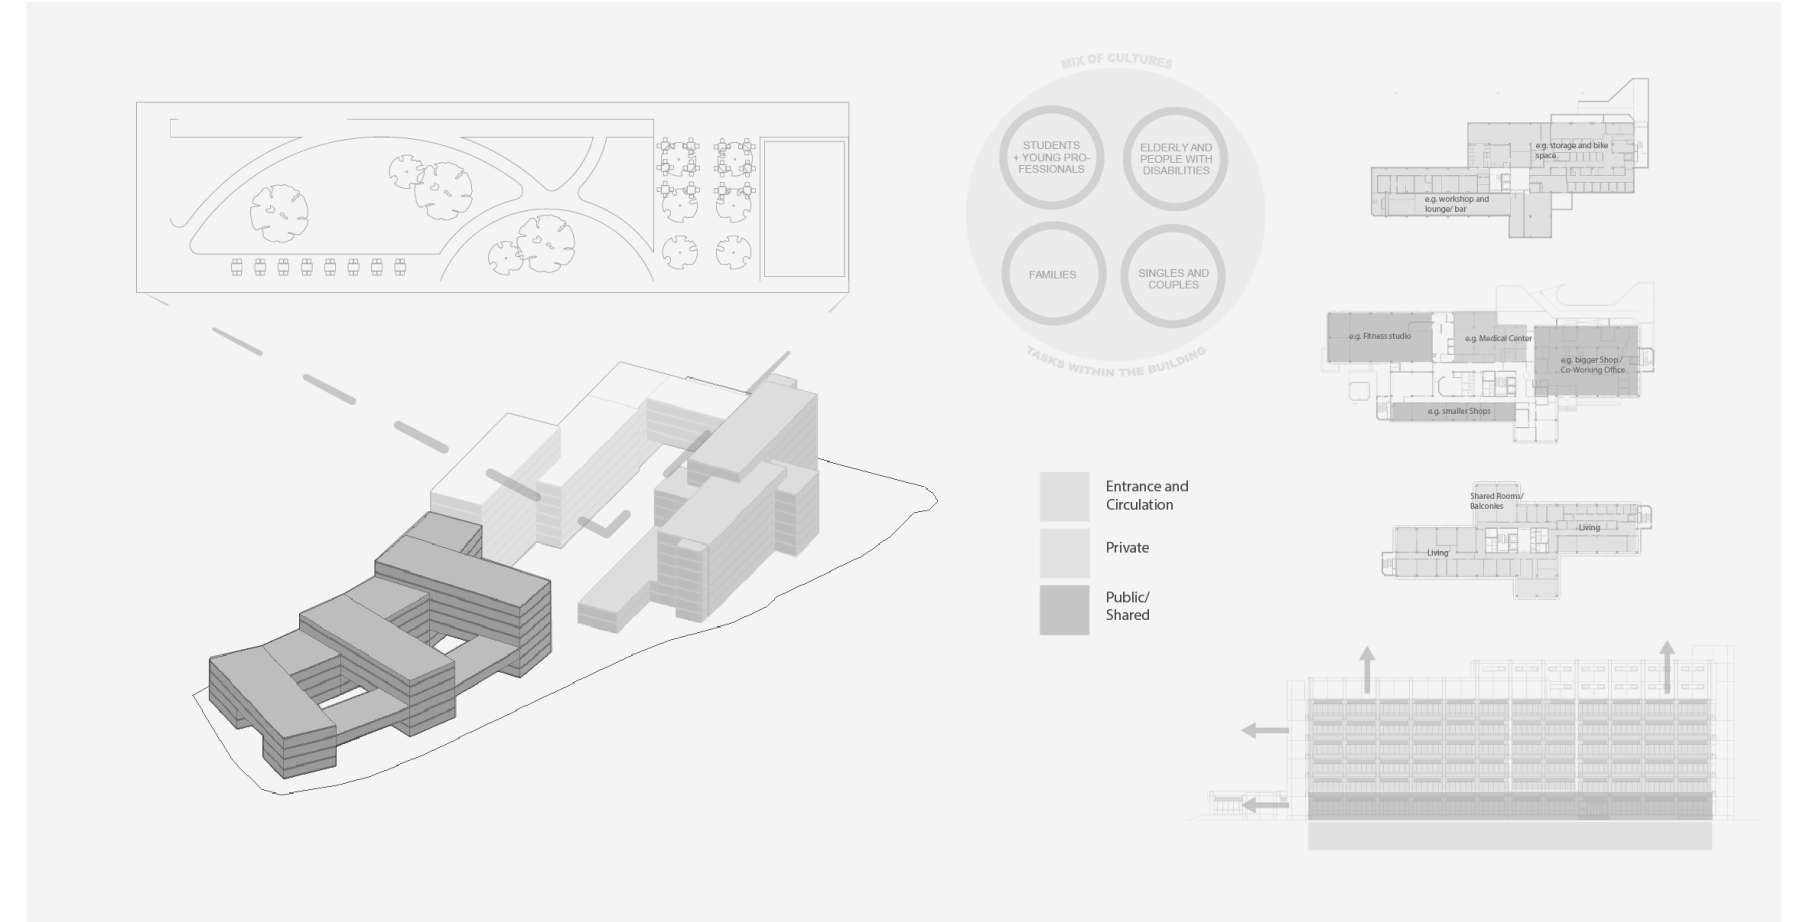 MIX OF CULTURES
STUDENTS
+ YOUNG PRO-
FESSIONALS
ELDERLY AND
PEOPLE WITH
DISABILITIES
FAMILIES
SINGLES AND
COUPLES
TASKS WITHIN THE BUILDING
Entrance and
Circulation
Private
Public/
Shared
e.g. storage and bike
space
e.g. workshop and
lounge/ bar
e.g. Fitness studio
e.g. Medical Center
e.g. bigger Shop /
Co-Working Office
e.g. smaller Shops
Shared Rooms/
Balconies
Living
Living